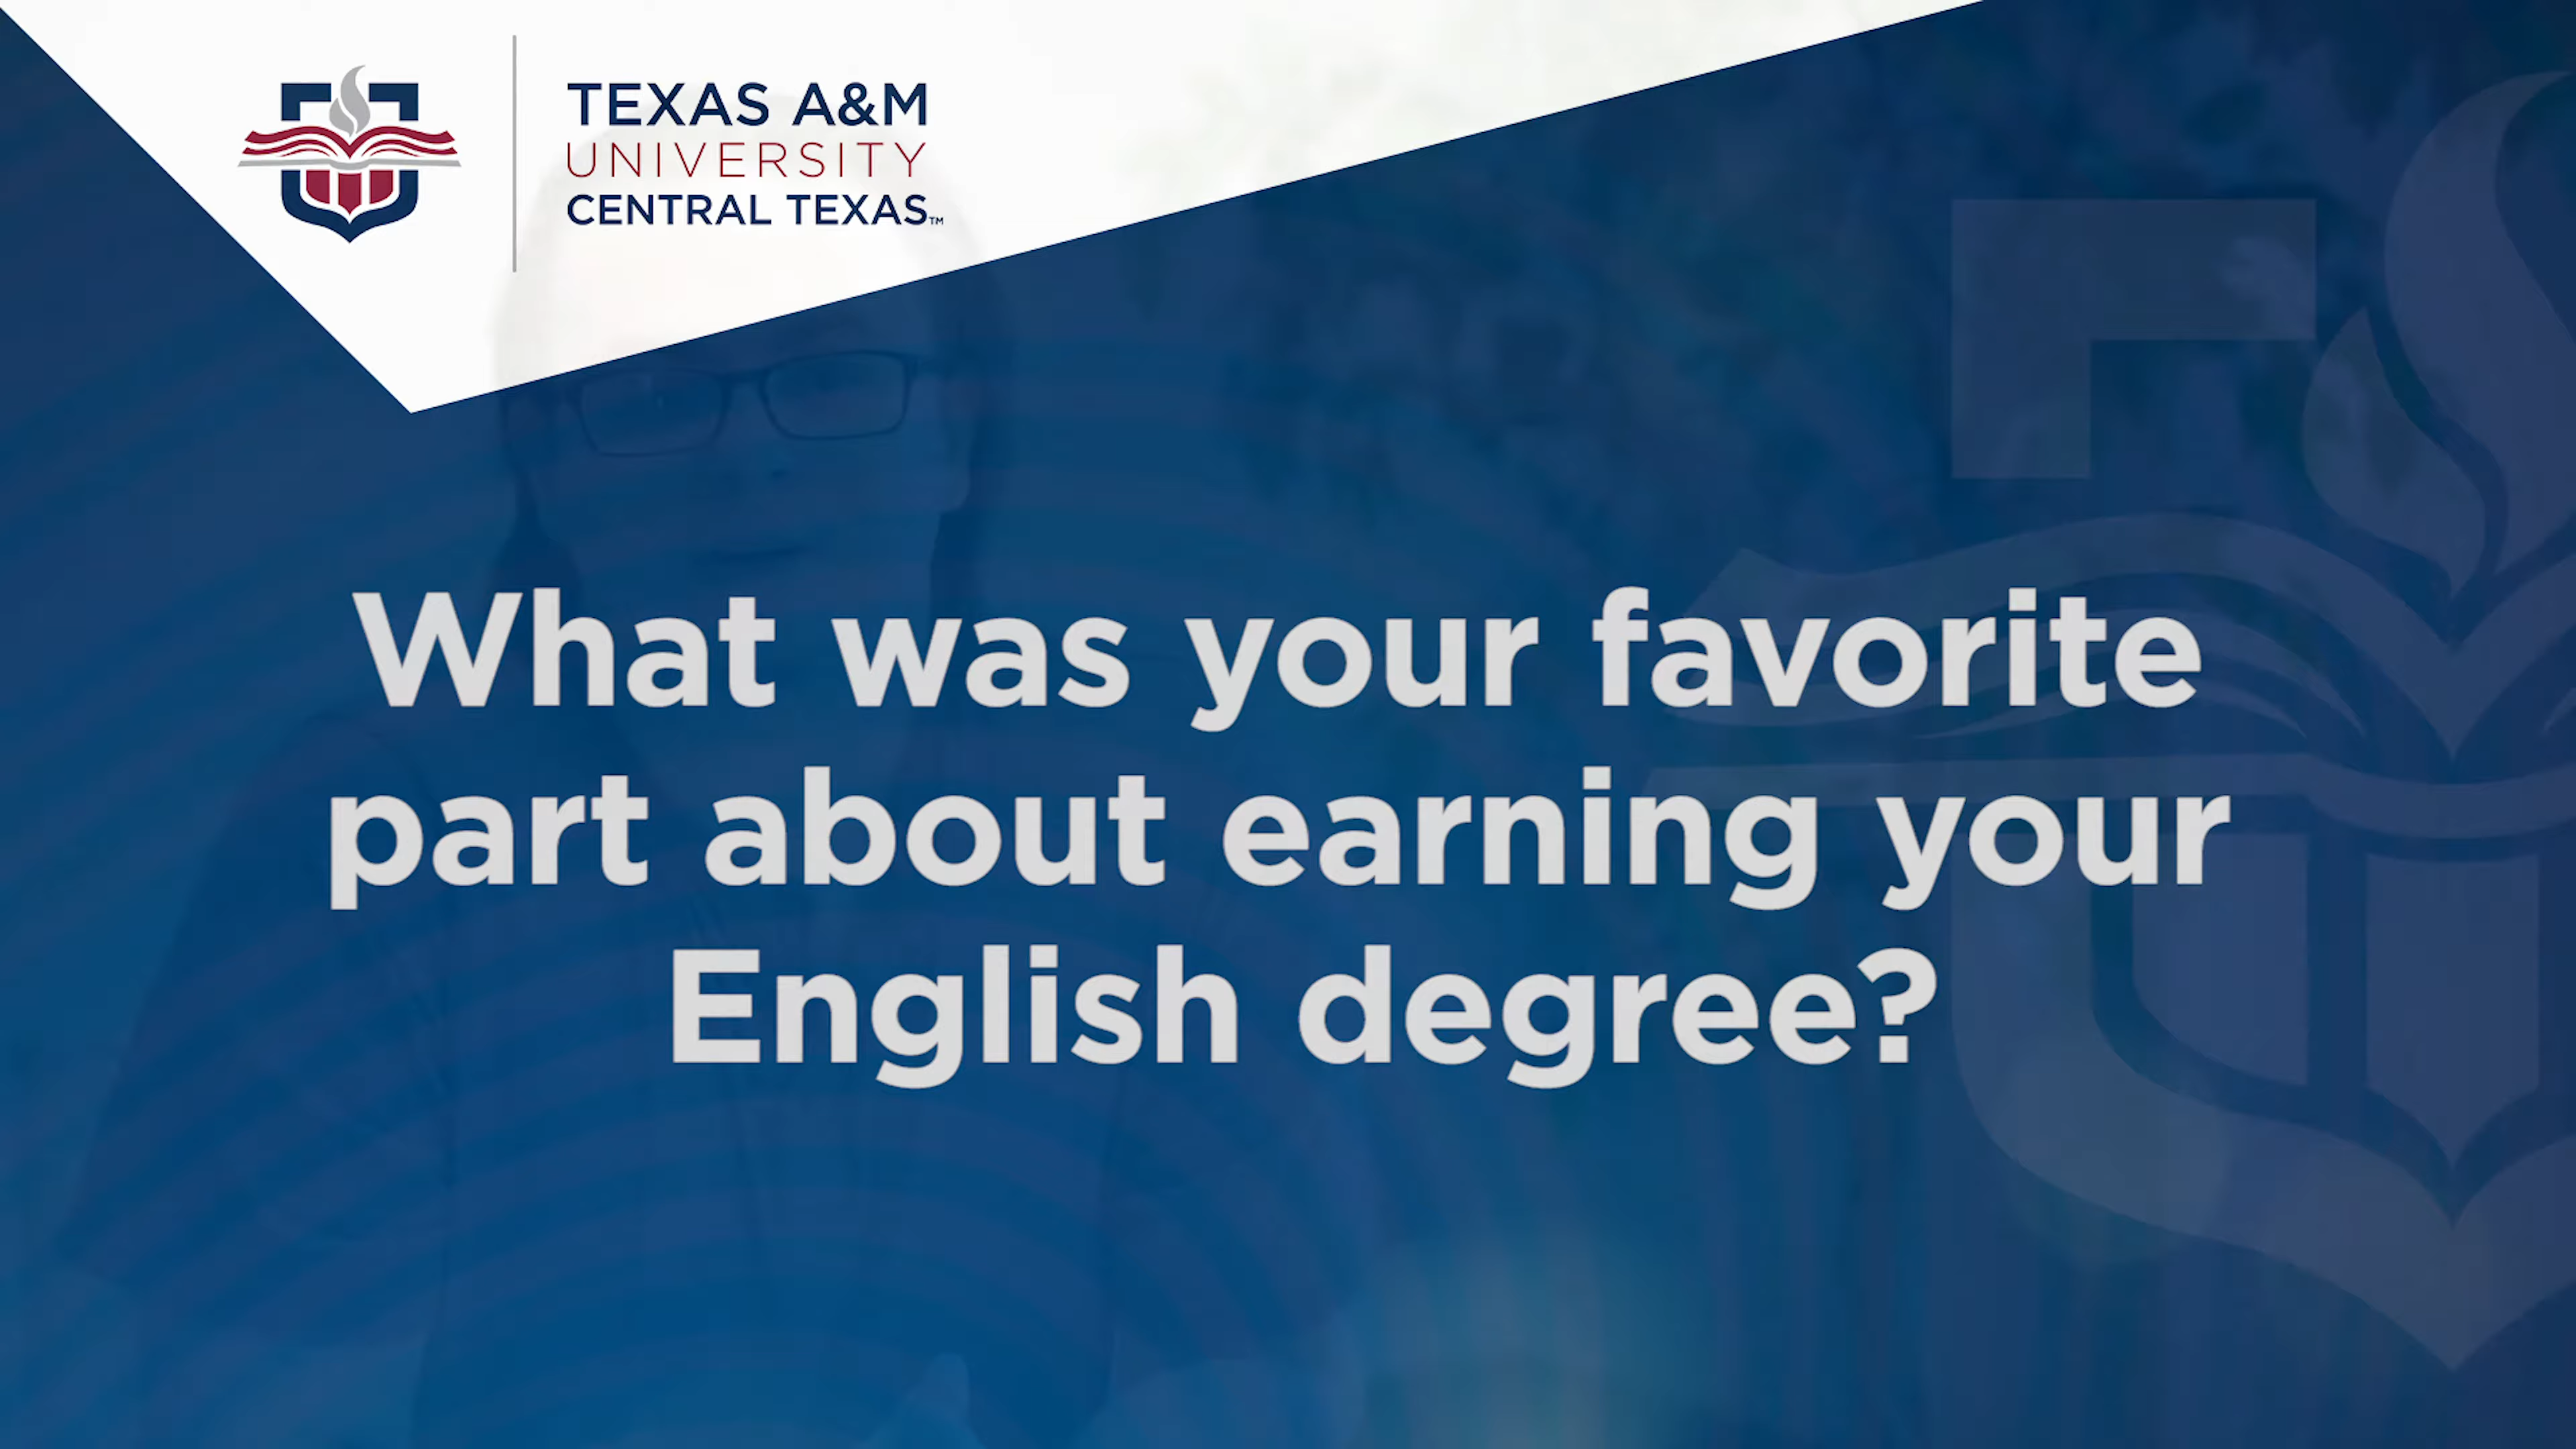 TEXAS A&M
UNIVERSITY
CENTRAL TEXAS™
What was your favorite
part about earning your
English degree?